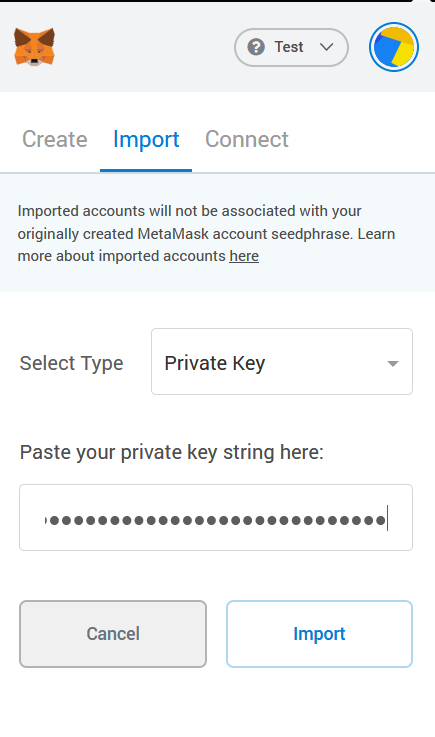 Test
Create Import Connect
Imported accounts will not be associated with your
originally created MetaMask account seedphrase. Learn
more about imported accounts here
Select Type Private Key
Paste your private key string here:
Cancel Import